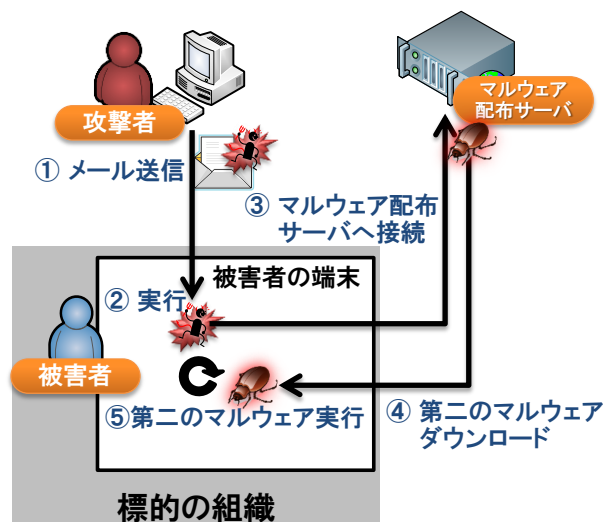 攻撃者
マルウェア
配布サーバ
① メール送信
③ マルウェア配布
サーバへ接続
被害者の端末
② 実行
被害者
⑤第二のマルウェア実行
④ 第二のマルウェア
ダウンロード
標的の組織